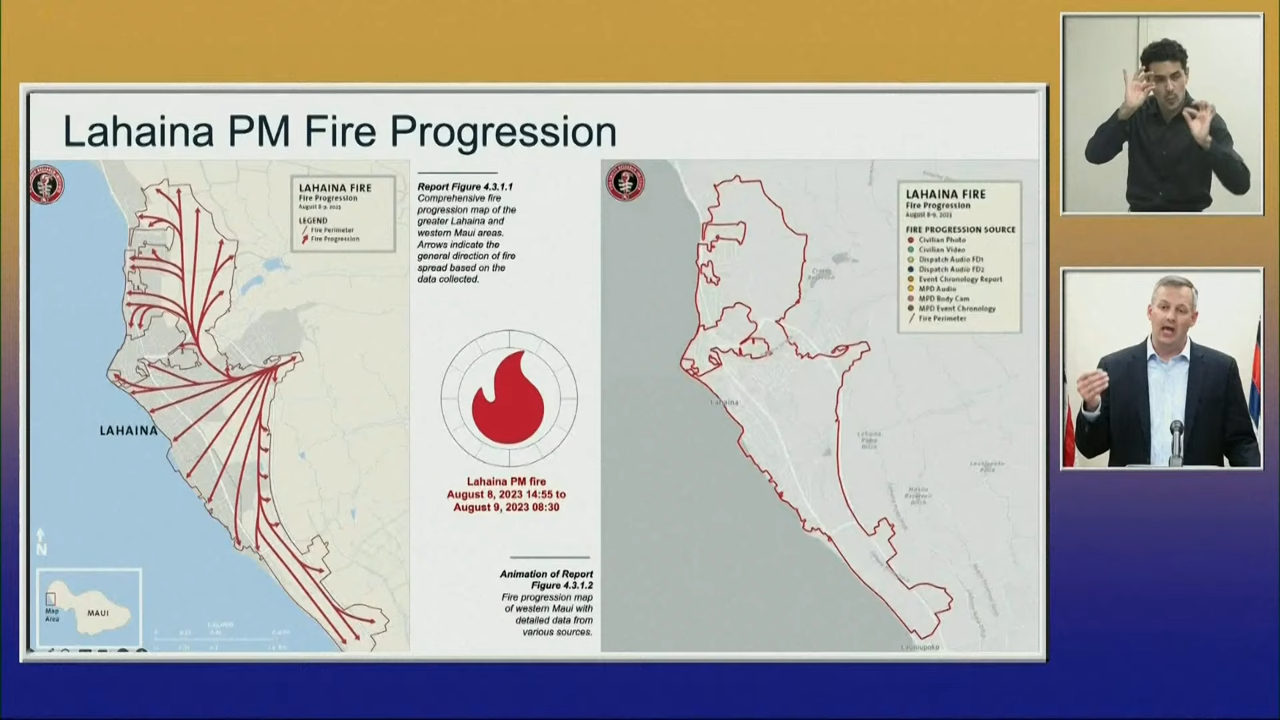 Lahaina PM Fire Progression
LAHAINA FIRE
Fire Progression
August 8-9, 2023
LEGEND
Fire Perimeter
Fire Progression
LAHAINA
N
Map
Area
MAUI
Report Figure 4.3.1.1
Comprehensive fire
progression map of the
greater Lahaina and
western Maui areas.
Arrows indicate the
general direction of fire
spread based on the
data collected.
Lahaina PM fire
August 8, 2023 14:55 to
August 9, 2023 08:30
Animation of Report
Figure 4.3.1.2
Fire progression map
of western Maui with
detailed data from
various sources.
LAHAINA FIRE
Fire Progression
August 8-9, 2023
FIRE PROGRESSION SOURCE
Civilian Photo
Civilian Video
Dispatch Audio FD1
Dispatch Audio FD2
Event Chronology Report
MPD Audio
MPD Body Cam
MPD Event Chronology
Fire Perimeter
Lahaina